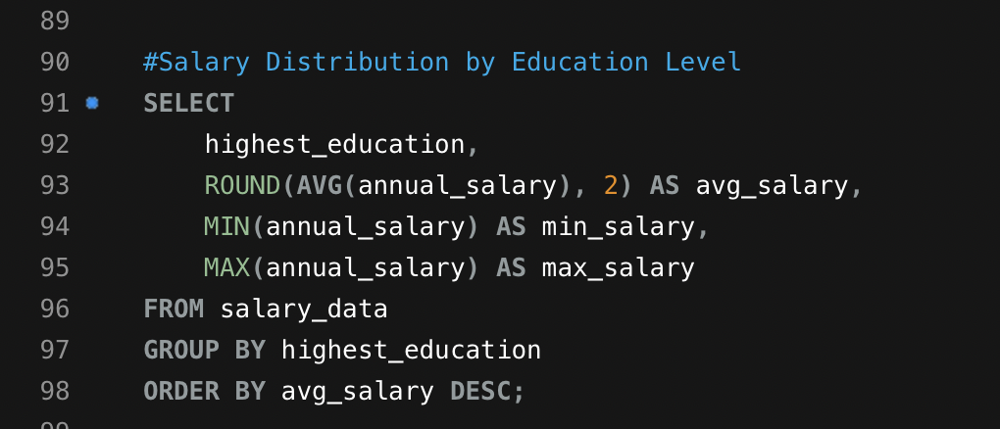 89
90 #Salary Distribution by Education Level
91 SELECT
92 highest_education,
93 ROUND(AVG(annual_salary), 2) AS avg_salary,
94 MIN(annual_salary) AS min_salary,
95 MAX(annual_salary) AS max_salary
96 FROM salary_data
97 GROUP BY highest_education
98 ORDER BY avg_salary DESC;